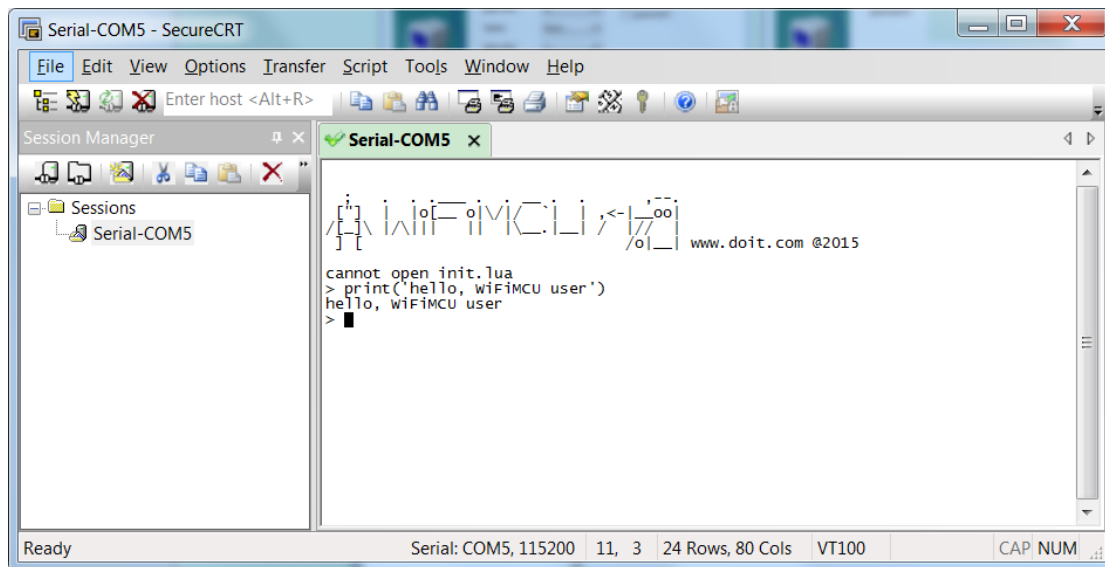 Serial-COM5 - SecureCRT
File Edit View Options Transfer Script Tools Window Help
Enter host <Alt+R>
Session Manager
Serial-COM5
Sessions
Serial-COM5
www.doit.com @2015
cannot open init.lua
> print('hello, WiFiMCU user')
hello, WiFiMCU user
>
Ready Serial: COM5, 115200 11, 3 24 Rows, 80 Cols VT100 CAP NUM